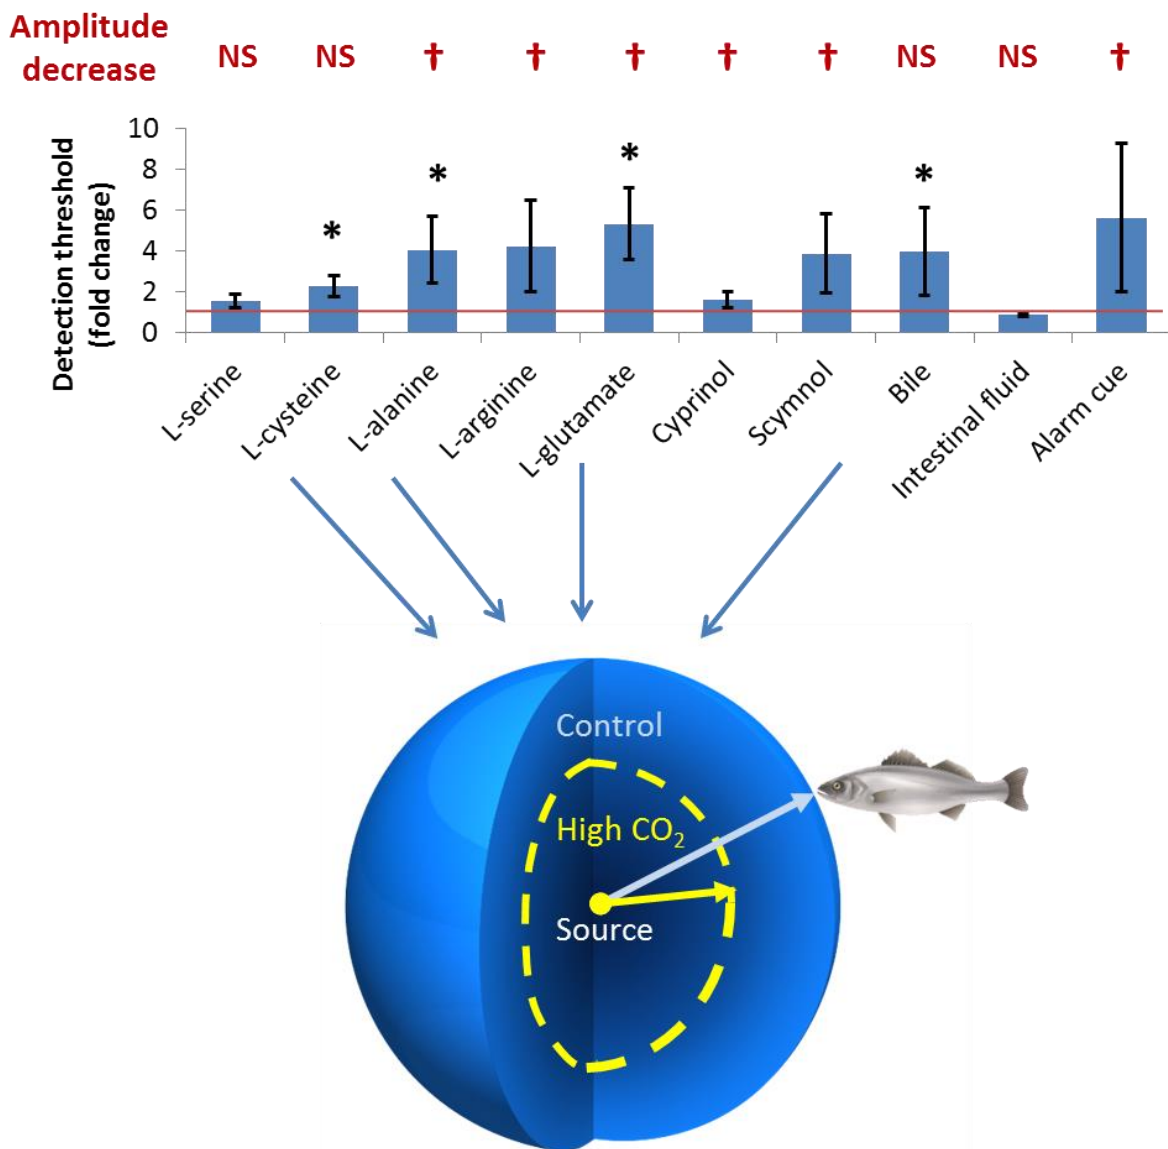 Amplitude
decrease
NS NS † † † † † NS NS †
Detection threshold
(fold change)
10
8
6
4
2
0
* * * *
L-serine
L-cysteine
L-alanine
L-arginine
L-glutamate
Cyprinol
Scymnol
Bile
Intestinal fluid
Alarm cue
Control
High CO₂
Source